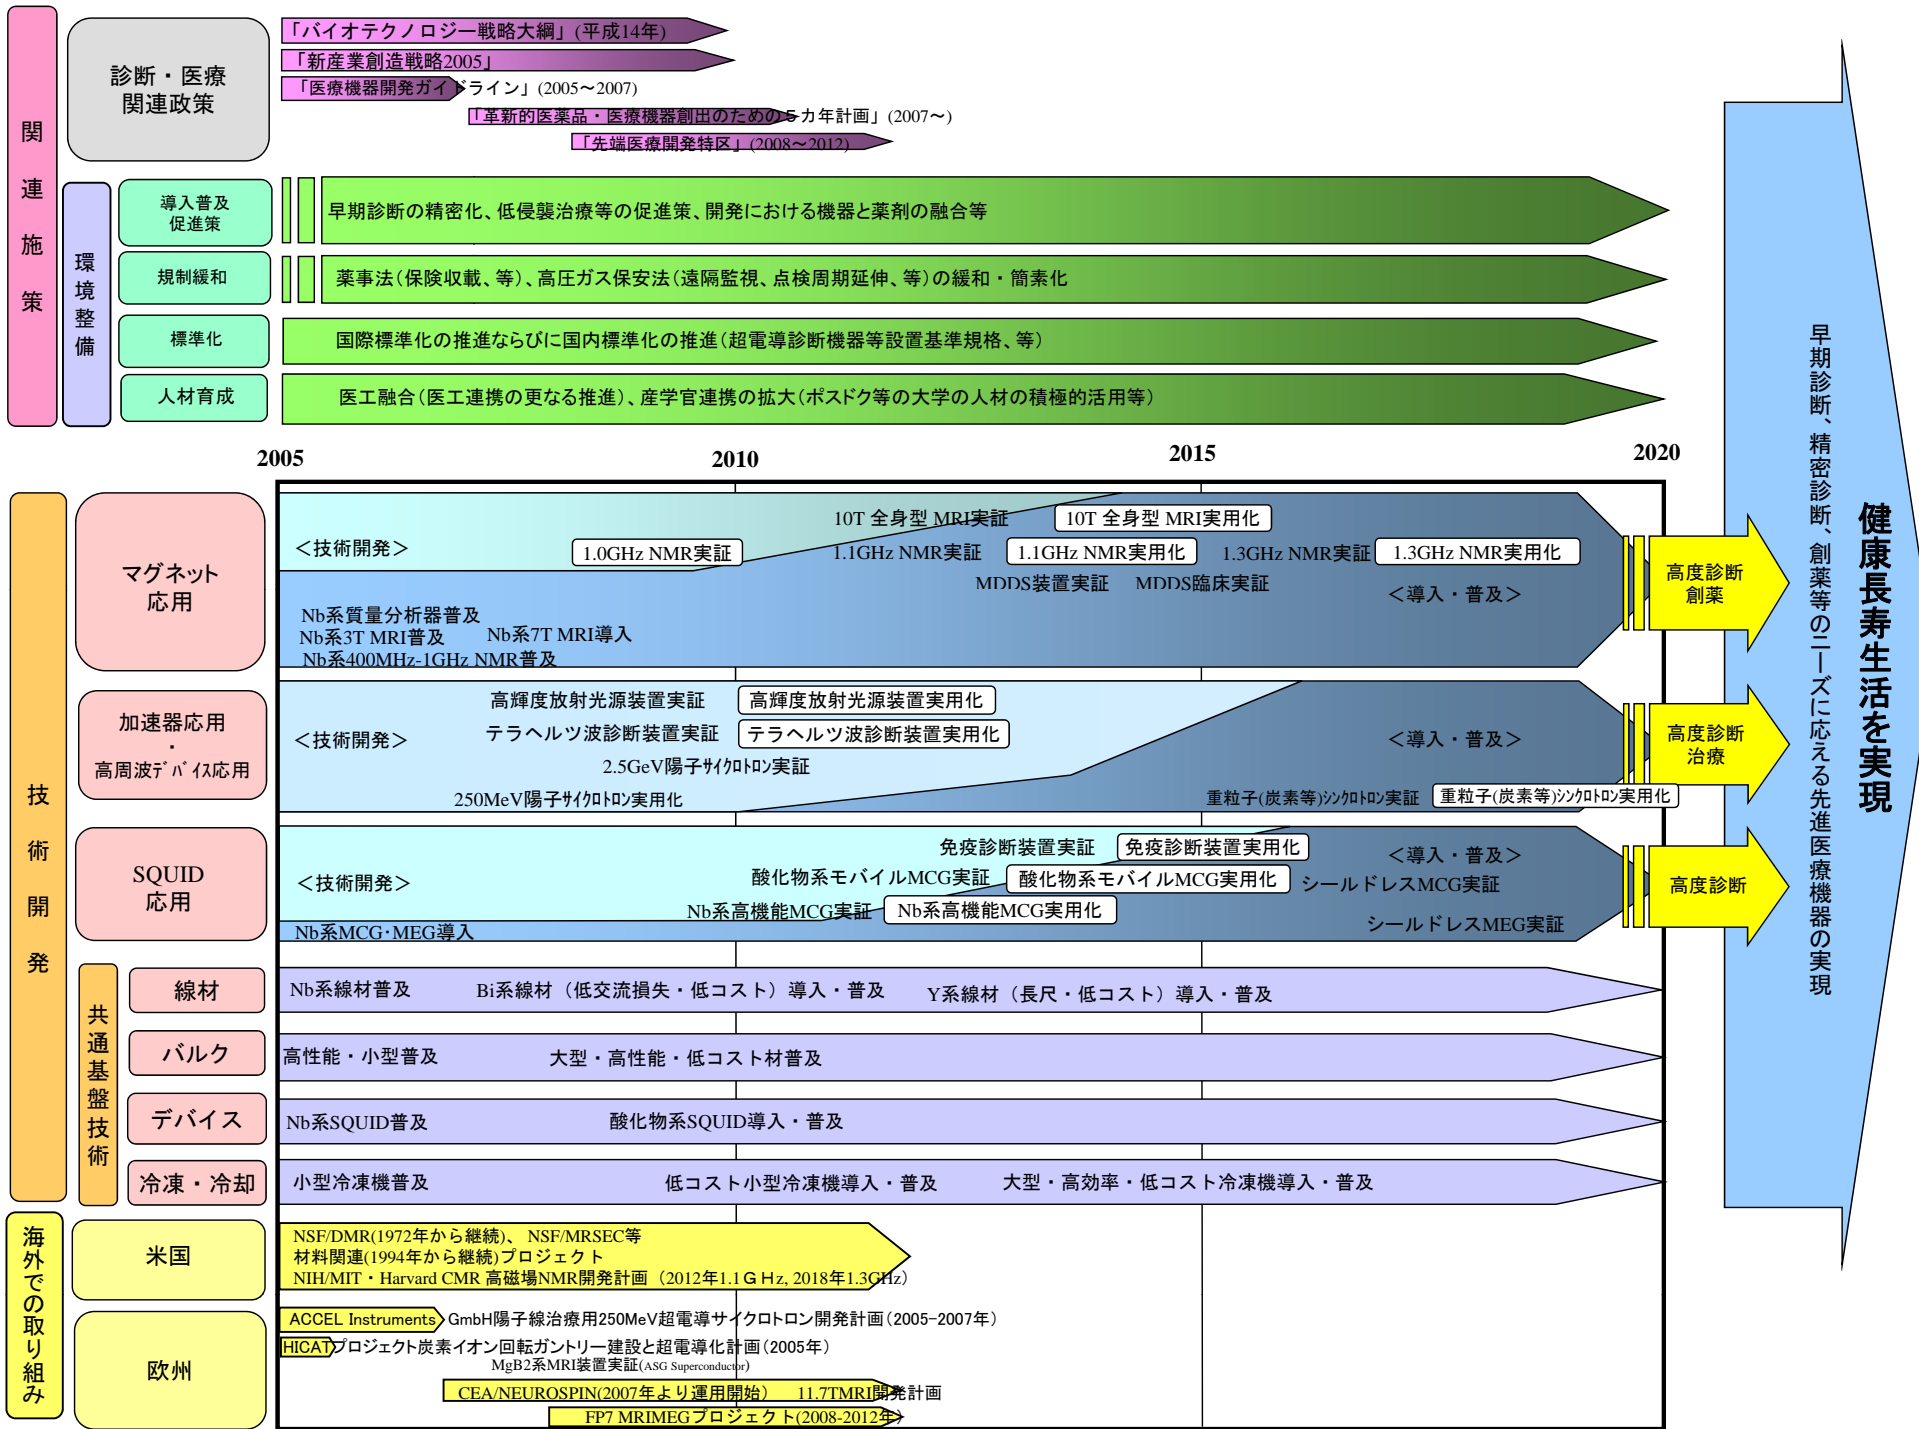 関連施策
診断・医療
関連政策
「バイオテクノロジー戦略大綱」(平成14年)
「新産業創造戦略2005」
「医療機器開発ガイドライン」(2005～2007)
「革新的医薬品・医療機器創出のための5カ年計画」(2007～)
「先端医療開発特区」(2008～2012)
環境整備
導入普及
促進策
早期診断の精密化、低侵襲治療等の促進策、開発における機器と薬剤の融合等
規制緩和
薬事法(保険収載、等)、高圧ガス保安法(遠隔監視、点検周期延伸、等)の緩和・簡素化
標準化
国際標準化の推進ならびに国内標準化の推進(超電導診断機器等設置基準規格、等)
人材育成
医工融合(医工連携の更なる推進)、産学官連携の拡大(ポスドク等の大学の人材の積極的活用等)
2005
2010
2015
2020
技術開発
マグネット
応用
＜技術開発＞
1.0GHz NMR実証
10T 全身型 MRI実証
10T 全身型 MRI実用化
1.1GHz NMR実証
1.1GHz NMR実用化
1.3GHz NMR実証
1.3GHz NMR実用化
MDDS装置実証
MDDS臨床実証
＜導入・普及＞
Nb系質量分析器普及
Nb系3T MRI普及
Nb系7T MRI導入
Nb系400MHz-1GHz NMR普及
高度診断
創薬
加速器応用
・
高周波ﾃﾞﾊﾞｲｽ応用
＜技術開発＞
高輝度放射光源装置実証
高輝度放射光源装置実用化
テラヘルツ波診断装置実証
テラヘルツ波診断装置実用化
2.5GeV陽子ｻｲｸﾛﾄﾛﾝ実証
250MeV陽子ｻｲｸﾛﾄﾛﾝ実用化
＜導入・普及＞
重粒子(炭素等)ｼﾝｸﾛﾄﾛﾝ実証
重粒子(炭素等)ｼﾝｸﾛﾄﾛﾝ実用化
高度診断
治療
SQUID
応用
＜技術開発＞
免疫診断装置実証
免疫診断装置実用化
＜導入・普及＞
酸化物系モバイルMCG実証
酸化物系モバイルMCG実用化
シールドレスMCG実証
Nb系高機能MCG実証
Nb系高機能MCG実用化
シールドレスMEG実証
Nb系MCG・MEG導入
高度診断
共通基盤技術
線材
Nb系線材普及
Bi系線材（低交流損失・低コスト）導入・普及
Y系線材（長尺・低コスト）導入・普及
バルク
高性能・小型普及
大型・高性能・低コスト材普及
デバイス
Nb系SQUID普及
酸化物系SQUID導入・普及
冷凍・冷却
小型冷凍機普及
低コスト小型冷凍機導入・普及
大型・高効率・低コスト冷凍機導入・普及
海外での取り組み
米国
NSF/DMR(1972年から継続)、 NSF/MRSEC等
材料関連(1994年から継続)プロジェクト
NIH/MIT・Harvard CMR 高磁場NMR開発計画（2012年1.1ＧHz, 2018年1.3GHz）
欧州
ACCEL Instruments GmbH陽子線治療用250MeV超電導サイクロトロン開発計画(2005-2007年)
HICATプロジェクト炭素イオン回転ガントリー建設と超電導化計画(2005年)
MgB2系MRI装置実証(ASG Superconductor)
CEA/NEUROSPIN(2007年より運用開始)　11.7TMRI開発計画
FP7 MRIMEGプロジェクト(2008-2012年)
早期診断、精密診断、創薬等のニーズに応える先進医療機器の実現
健康長寿生活を実現